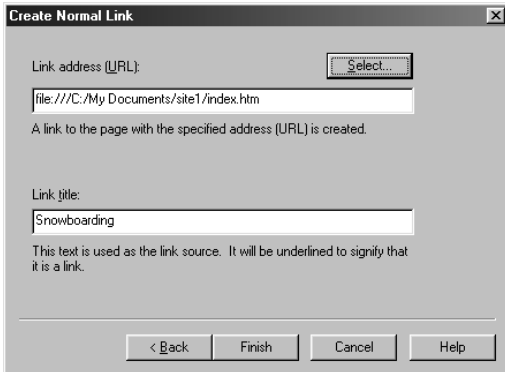 Create Normal Link
Link address (URL):
Select...
file:///C:/My Documents/site1/index.htm
A link to the page with the specified address (URL) is created.
Link title:
Snowboarding
This text is used as the link source.  It will be underlined to signify that
it is a link.
< Back
Finish
Cancel
Help